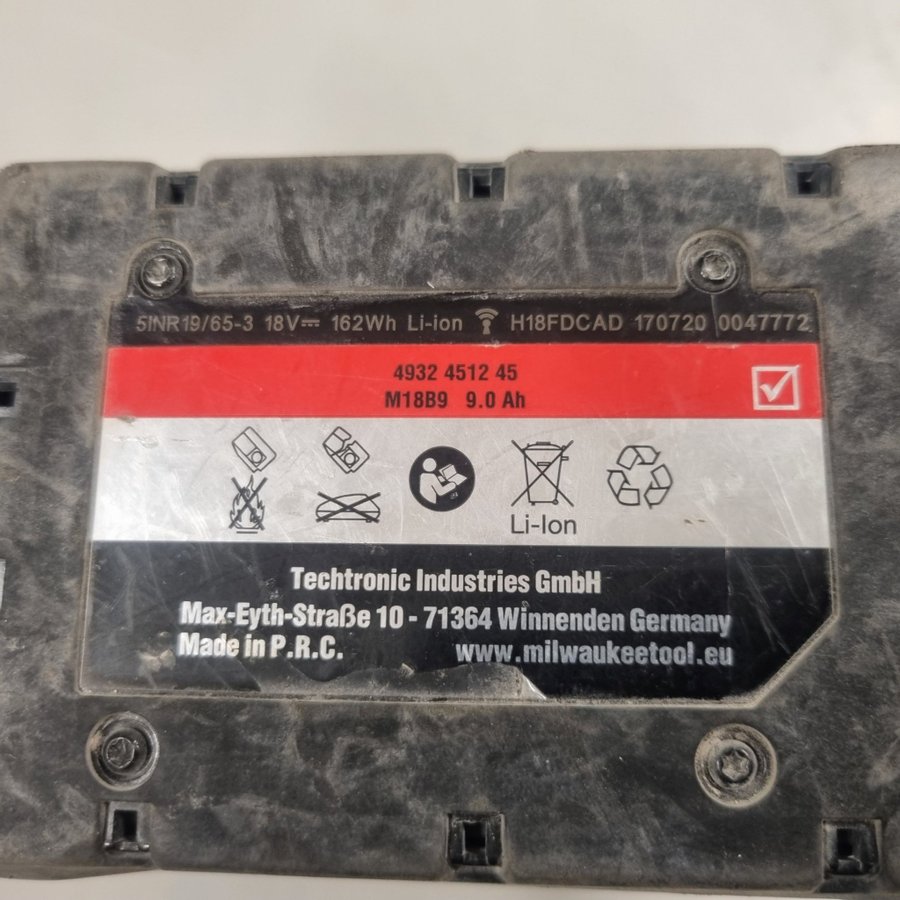 5INR19/65-3 18V⎓ 162Wh Li-ion H18FDCAD 170720 0047772
4932 4512 45
M18B9 9.0 Ah
Li-Ion
Techtronic Industries GmbH
Max-Eyth-Straße 10 - 71364 Winnenden Germany
Made in P.R.C. www.milwaukeetool.eu